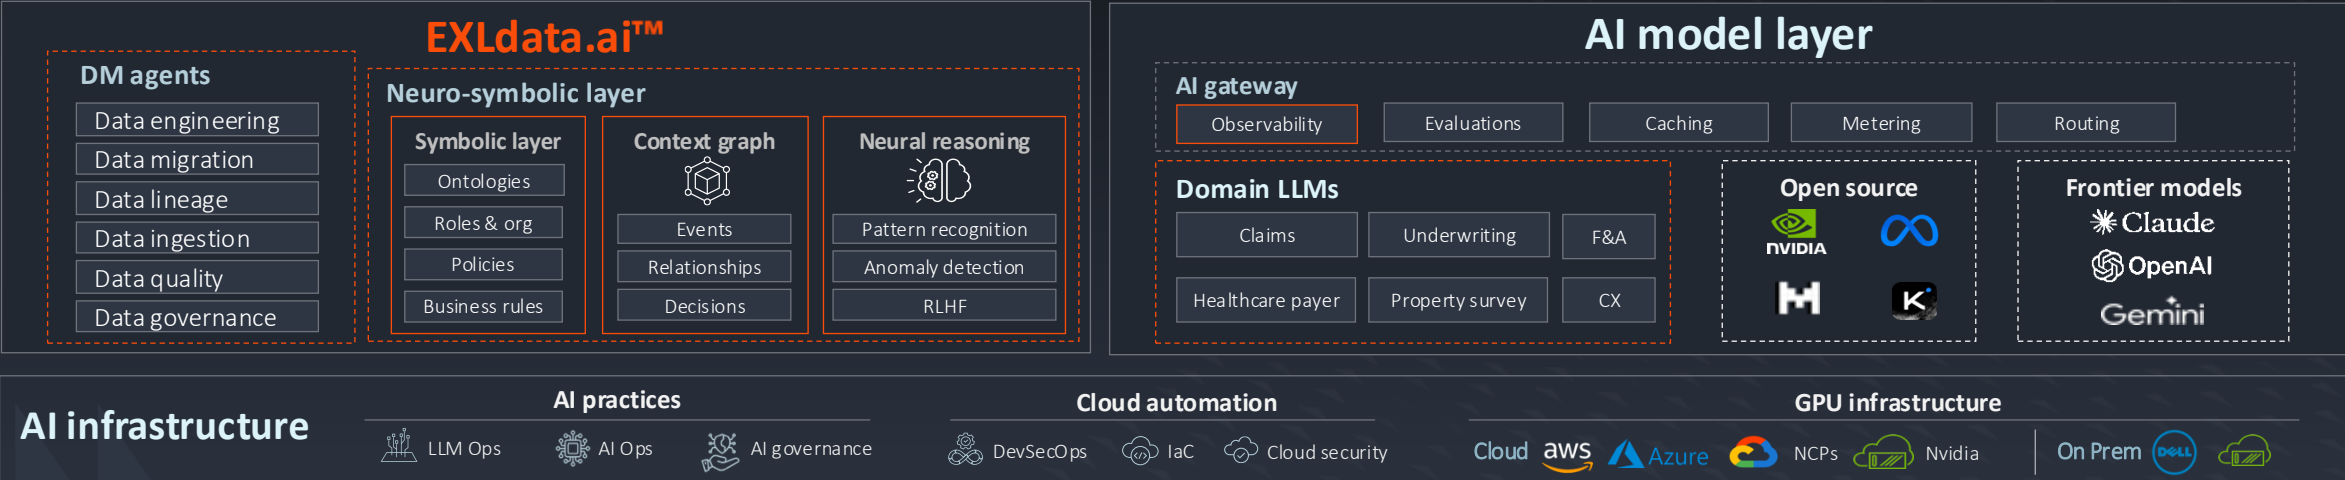 EXLdata.ai™
DM agents
Data engineering
Data migration
Data lineage
Data ingestion
Data quality
Data governance
Neuro-symbolic layer
Symbolic layer
Ontologies
Roles & org
Policies
Business rules
Context graph
Events
Relationships
Decisions
Neural reasoning
Pattern recognition
Anomaly detection
RLHF
AI model layer
AI gateway
Observability
Evaluations
Caching
Metering
Routing
Domain LLMs
Claims
Underwriting
F&A
Healthcare payer
Property survey
CX
Open source
NVIDIA
K
Frontier models
Claude
OpenAI
Gemini
AI infrastructure
AI practices
LLM Ops
AI Ops
AI governance
Cloud automation
DevSecOps
IaC
Cloud security
GPU infrastructure
Cloud
aws
Azure
NCPs
Nvidia
On Prem
DELL